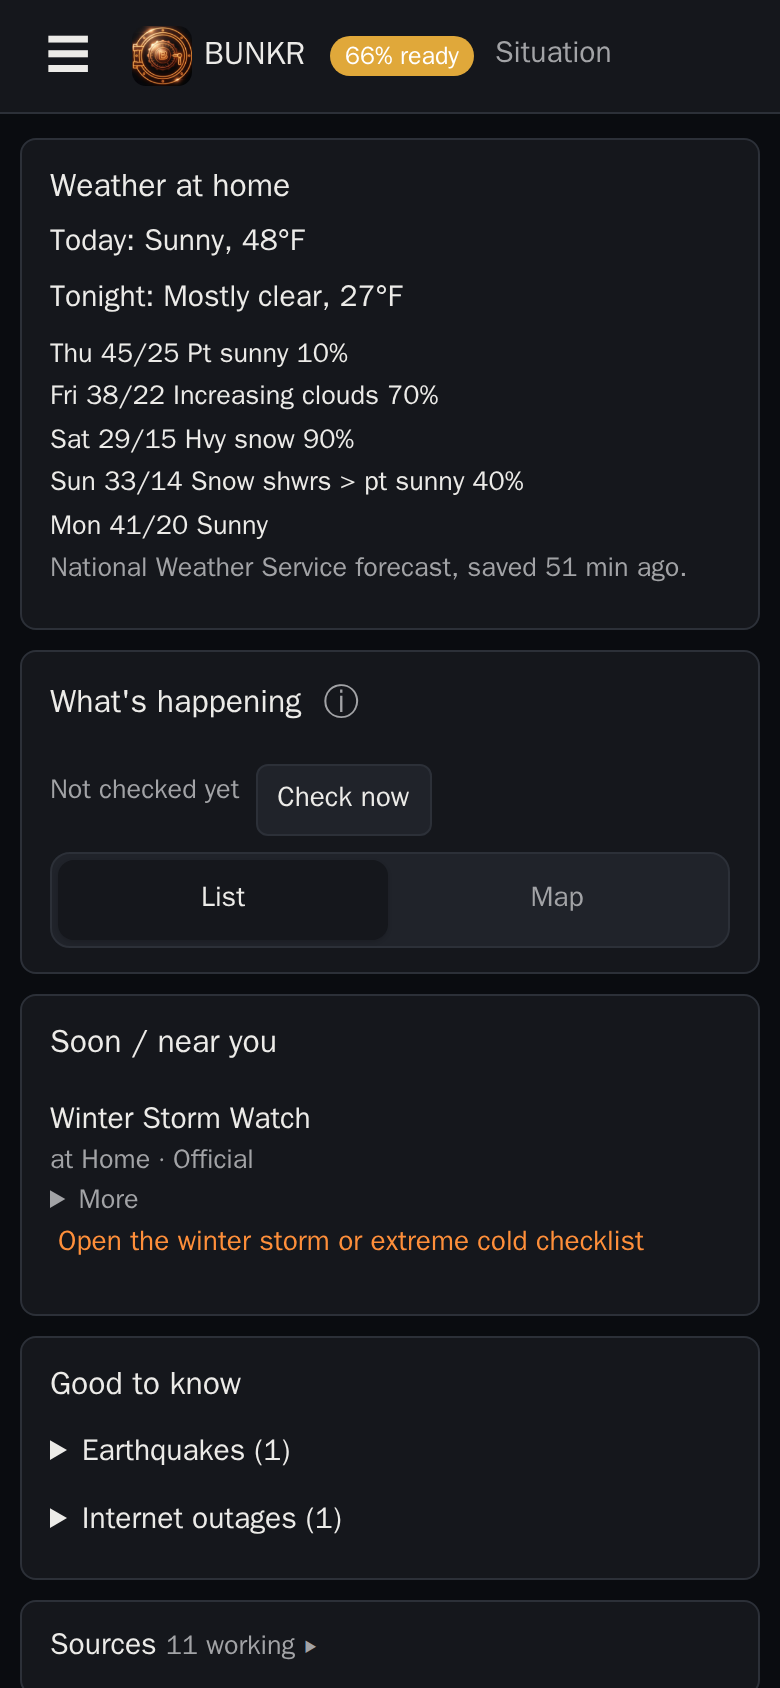 BUNKR 66% ready Situation
Weather at home
Today: Sunny, 48°F
Tonight: Mostly clear, 27°F
Thu 45/25 Pt sunny 10%
Fri 38/22 Increasing clouds 70%
Sat 29/15 Hvy snow 90%
Sun 33/14 Snow shwrs > pt sunny 40%
Mon 41/20 Sunny
National Weather Service forecast, saved 51 min ago.
What's happening ⓘ
Not checked yet Check now
List Map
Soon / near you
Winter Storm Watch
at Home · Official
▶ More
Open the winter storm or extreme cold checklist
Good to know
▶ Earthquakes (1)
▶ Internet outages (1)
Sources 11 working ▸